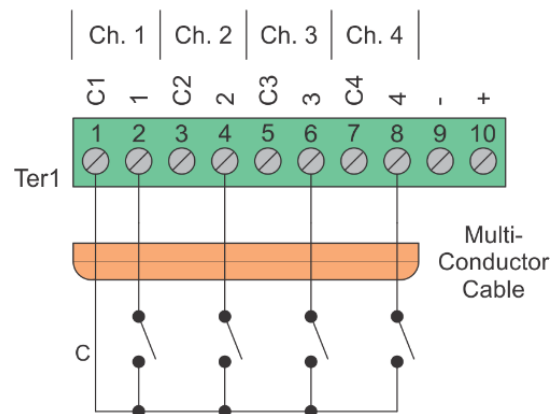 Ch. 1 Ch. 2 Ch. 3 Ch. 4
C1 1 C2 2 C3 3 C4 4 - +
1 2 3 4 5 6 7 8 9 10
Ter1
Multi-
Conductor
Cable
C